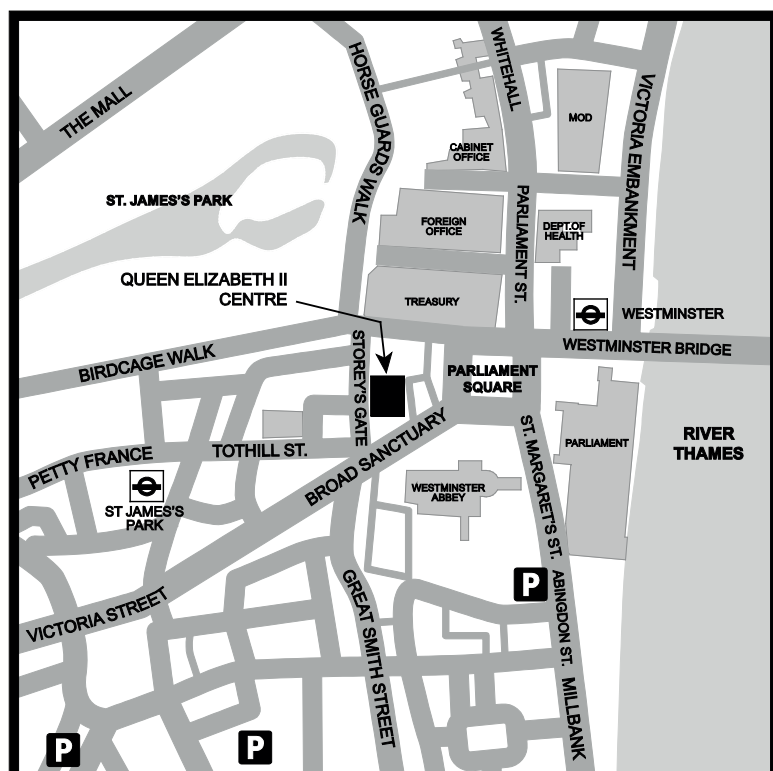 WHITEHALL
HORSE GUARDS WALK
THE MALL
MOD
VICTORIA EMBANKMENT
CABINET
OFFICE
ST. JAMES'S PARK
FOREIGN
OFFICE
PARLIAMENT ST.
DEPT.OF
HEALTH
QUEEN ELIZABETH II
CENTRE
TREASURY
WESTMINSTER
WESTMINSTER BRIDGE
BIRDCAGE WALK
STOREY'S GATE
PARLIAMENT
SQUARE
PETTY FRANCE
TOTHILL ST.
BROAD SANCTUARY
ST. MARGARET'S ST.
PARLIAMENT
RIVER
THAMES
ST JAMES'S
PARK
WESTMINSTER
ABBEY
VICTORIA STREET
GREAT SMITH STREET
P
ABINGDON ST.
MILLBANK
P
P